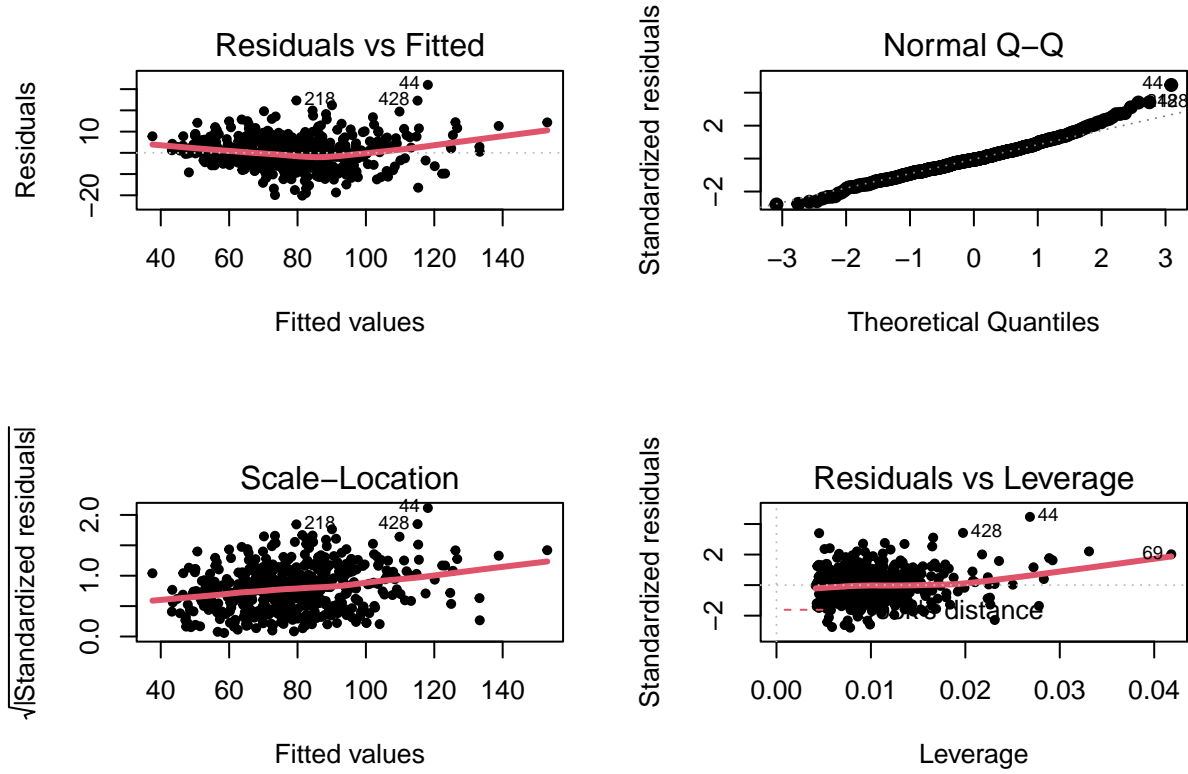 Residuals vs Fitted
Residuals
10
−20
44
218
428
40 60 80 100 120 140
Fitted values
Normal Q−Q
Standardized residuals
2
−2
44
428
−3 −2 −1 0 1 2 3
Theoretical Quantiles
Scale−Location
√|Standardized residuals|
2.0
1.0
0.0
44
218
428
40 60 80 100 120 140
Fitted values
Residuals vs Leverage
Standardized residuals
2
−2
44
428
69
distance
0.00 0.01 0.02 0.03 0.04
Leverage